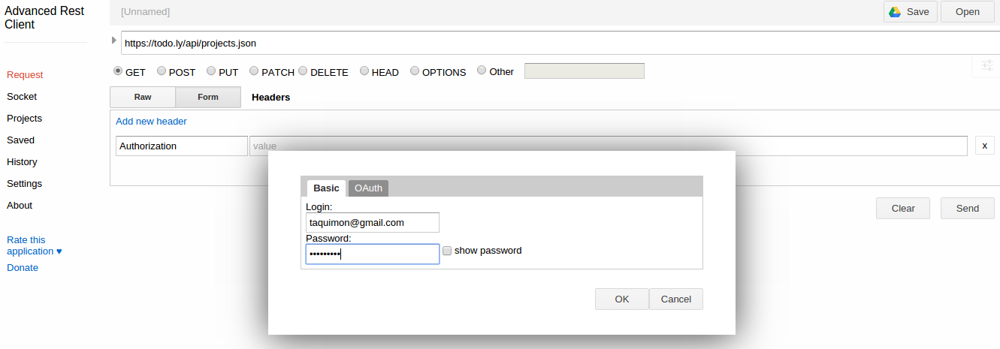 Advanced Rest
Client
[Unnamed]
Save
Open
https://todo.ly/api/projects.json
GET POST PUT PATCH DELETE HEAD OPTIONS Other
Raw Form Headers
Add new header
Authorization
value
x
Request
Socket
Projects
Saved
History
Settings
About
Rate this
application ♥
Donate
Basic OAuth
Login:
taquimon@gmail.com
Password:
•••••••••
show password
OK Cancel
Clear Send